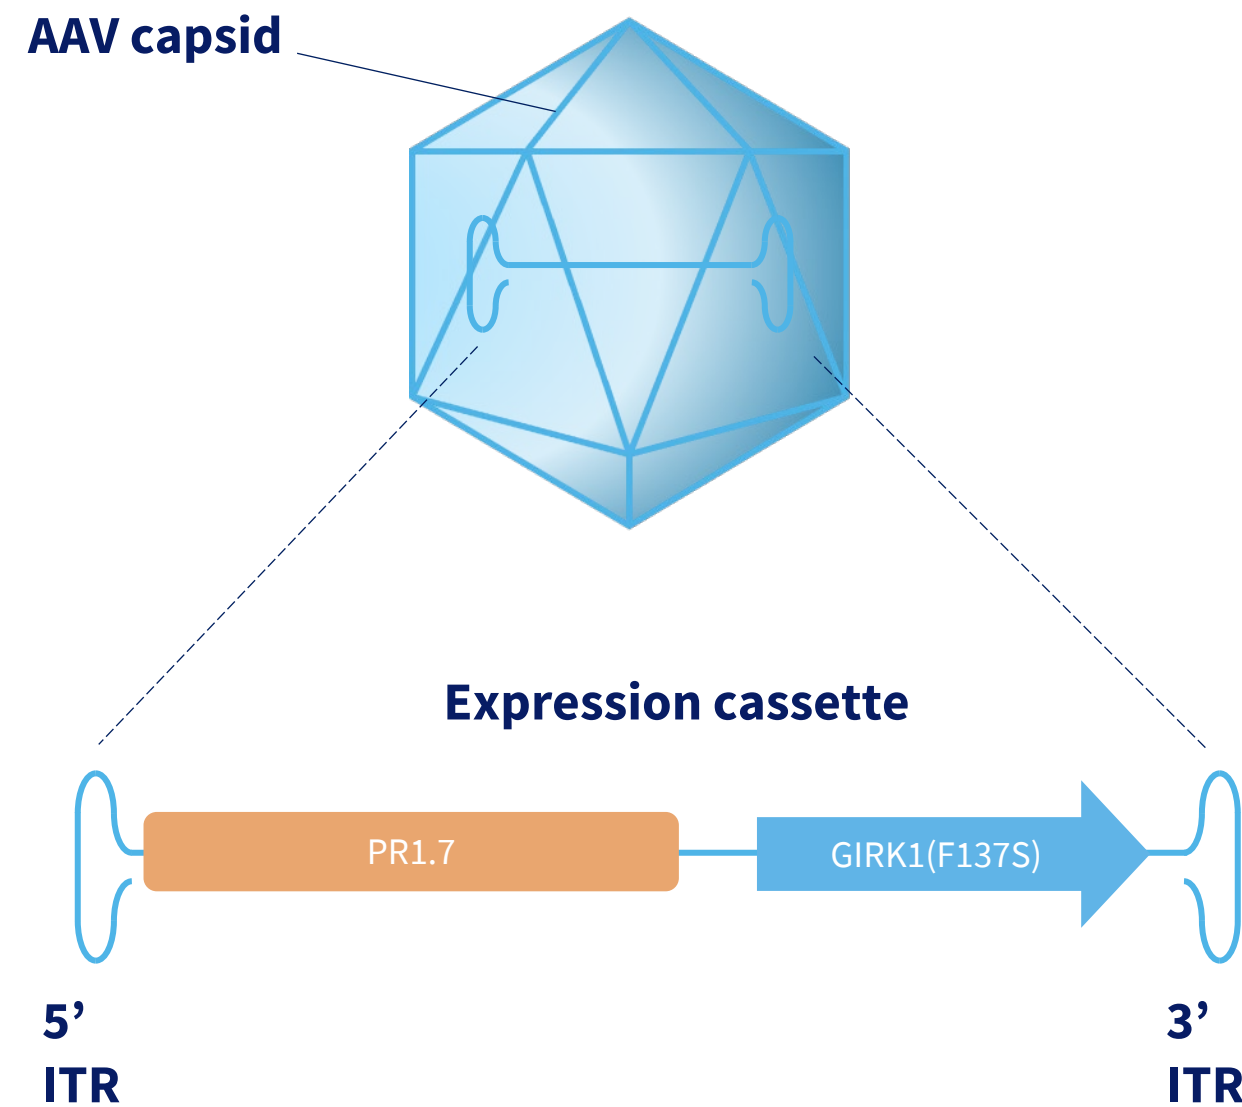 AAV capsid
Expression cassette
PR1.7
GIRK1(F137S)
5’
ITR
3’
ITR